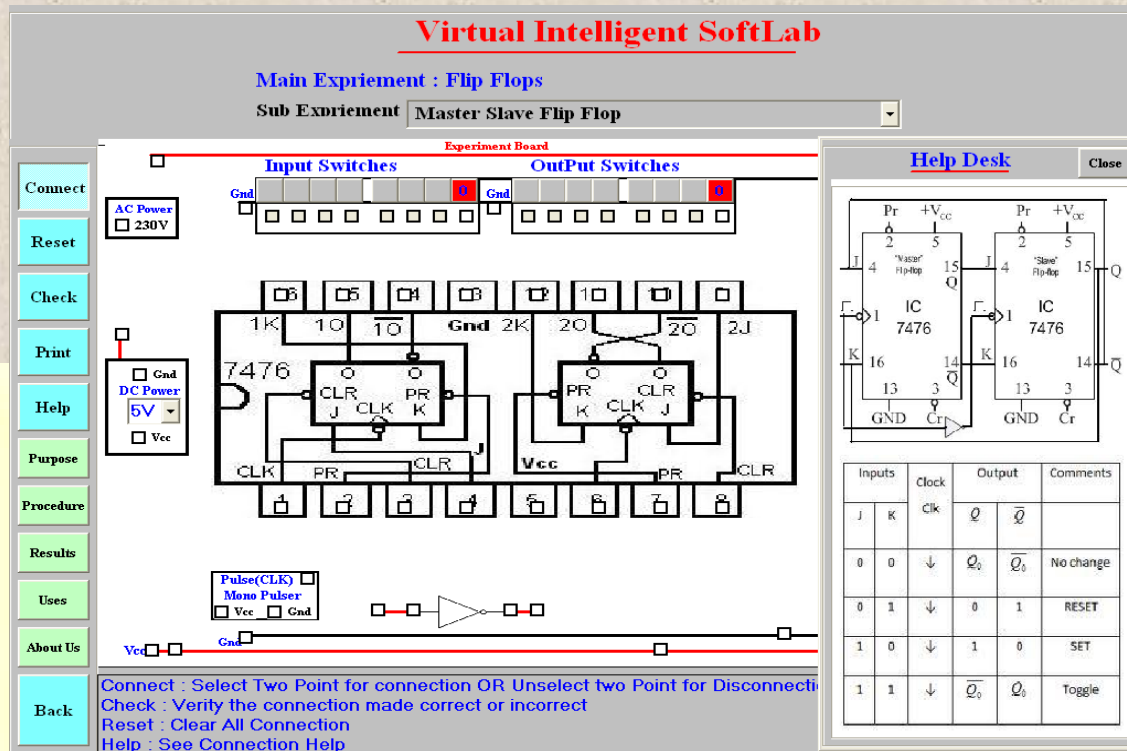 Virtual Intelligent SoftLab
Main Expriement : Flip Flops
Sub Expriement Master Slave Flip Flop
Connect
Reset
Check
Print
Help
Purpose
Procedure
Results
Uses
About Us
Back
Experiment Board
Input Switches OutPut Switches
Gnd 0 Gnd 0
AC Power
230V
Gnd
DC Power
5V
Vcc
16 15 14 13 12 11 10 9
1K 1O 1O Gnd 2K 2O 2O 2J
7476
O O O O
CLR PR PR CLR
J CLK K K CLK J
CLK PR CLR J Vcc PR CLR
1 2 3 4 5 6 7 8
Pulse(CLK)
Mono Pulser
Vcc Gnd
Gnd
Vcc
Connect : Select Two Point for connection OR Unselect two Point for Disconnecti
Check : Verify the connection made correct or incorrect
Reset : Clear All Connection
Help : See Connection Help
Help Desk Close
Pr +Vcc Pr +Vcc
2 5 2 5
J 4 "Master" Flip-flop 15 Q J 4 "Slave" Flip-flop 15 Q
1 IC 7476 1 IC 7476
K 16 14 Q̅ K 16 14 Q̅
13 3 13 3
GND Cr GND Cr
Inputs Clock Output Comments
J K Clk Q Q̅
0 0 ↓ Q₀ Q̅₀ No change
0 1 ↓ 0 1 RESET
1 0 ↓ 1 0 SET
1 1 ↓ Q̅₀ Q₀ Toggle